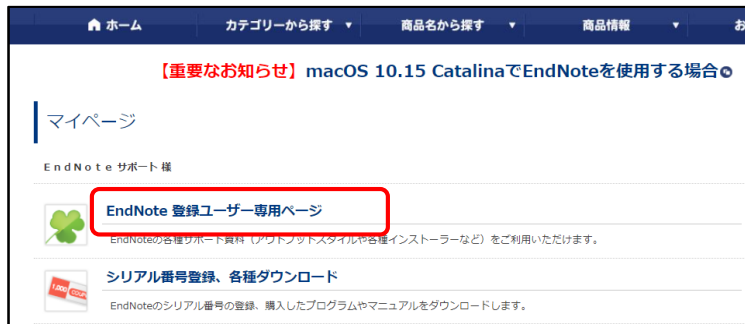 ホーム カテゴリーから探す ▼ 商品名から探す ▼ 商品情報 ▼ お
【重要なお知らせ】macOS 10.15 CatalinaでEndNoteを使用する場合
マイページ
EndNote サポート 様
EndNote 登録ユーザー専用ページ
EndNoteの各種サポート資料（アウトプットスタイルや各種インストーラーなど）をご利用いただけます。
シリアル番号登録、各種ダウンロード
EndNoteのシリアル番号の登録、購入したプログラムやマニュアルをダウンロードします。